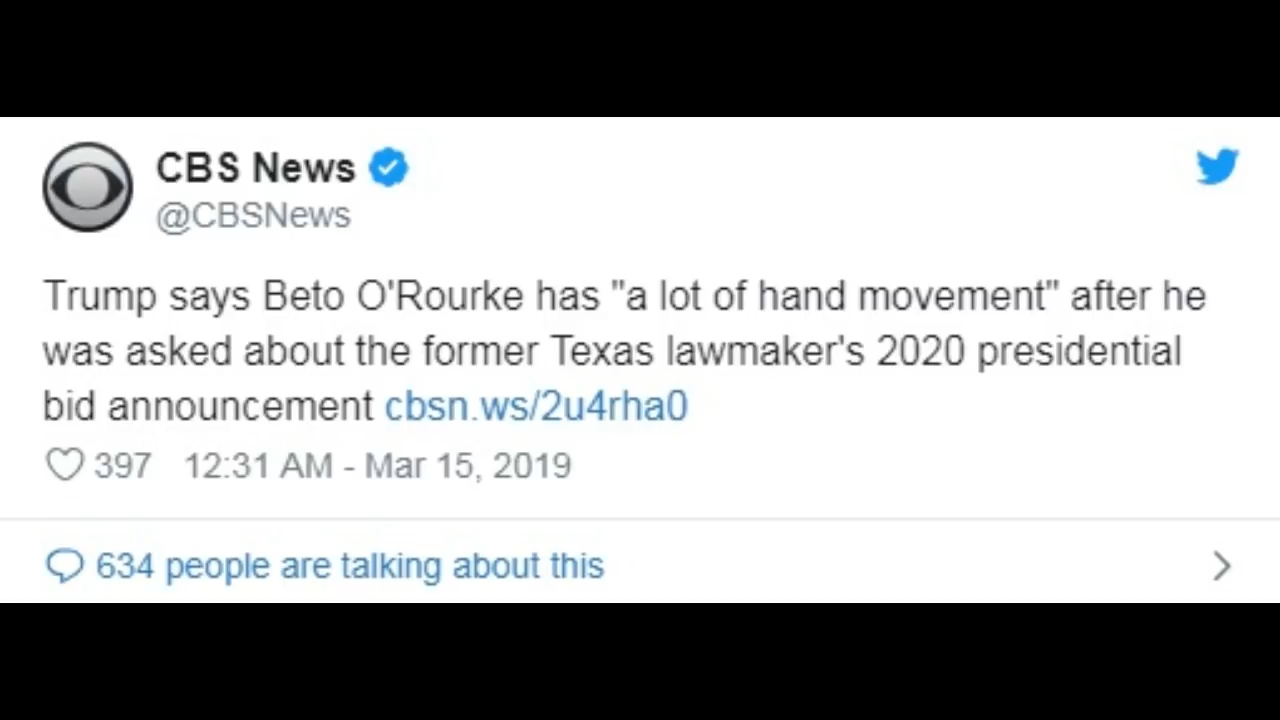 CBS News
@CBSNews
Trump says Beto O'Rourke has "a lot of hand movement" after he
was asked about the former Texas lawmaker's 2020 presidential
bid announcement cbsn.ws/2u4rha0
397 12:31 AM - Mar 15, 2019
634 people are talking about this